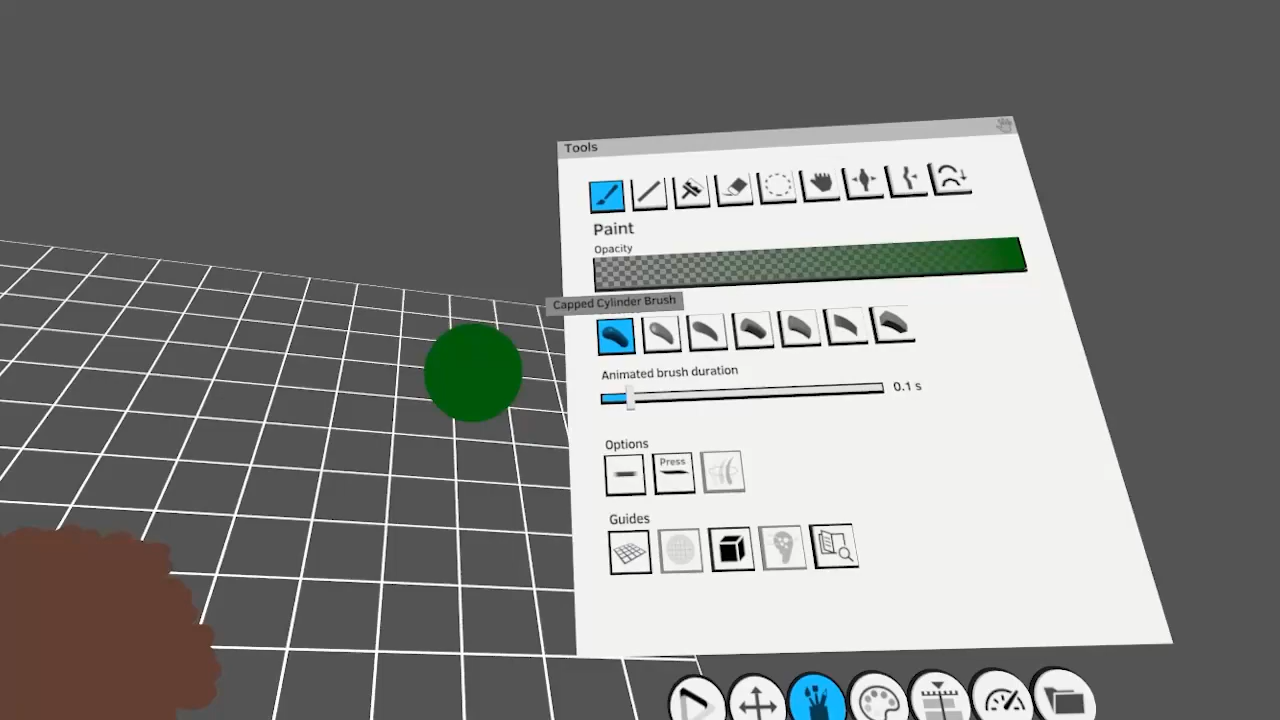 Tools
Paint
Opacity
Capped Cylinder Brush
Animated brush duration
0.1 s
Options
Press
Guides